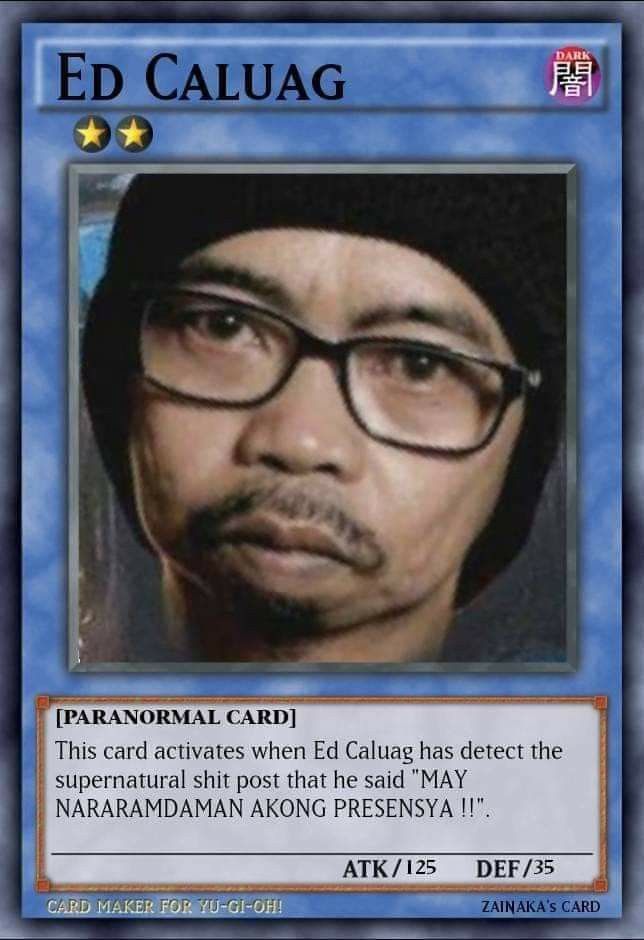 ED CALUAG
DARK
闇
[PARANORMAL CARD]
This card activates when Ed Caluag has detect the
supernatural shit post that he said "MAY
NARARAMDAMAN AKONG PRESENSYA !!".
ATK/125 DEF/35
CARD MAKER FOR YU-GI-OH! ZAINAKA's CARD